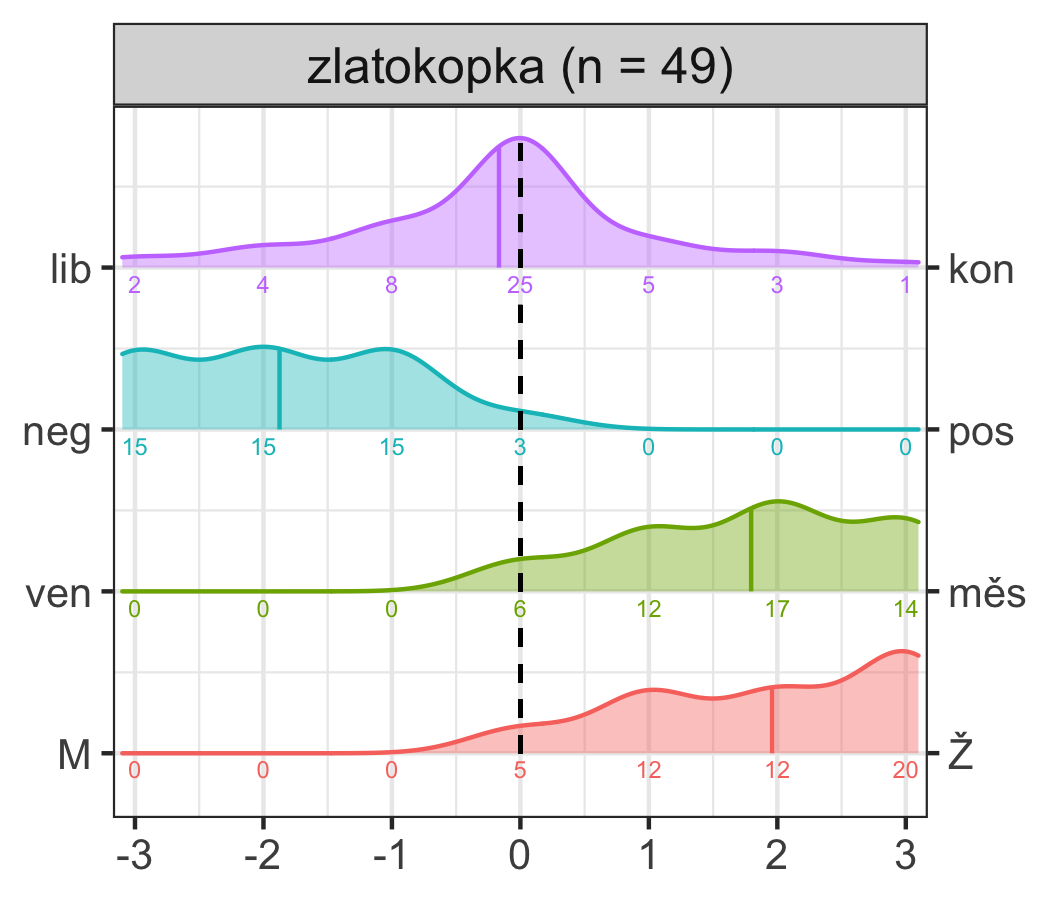 zlatokopka (n = 49)
lib kon
2 4 8 25 5 3 1
neg pos
15 15 15 3 0 0 0
ven měs
0 0 0 6 12 17 14
M Ž
0 0 0 5 12 12 20
-3 -2 -1 0 1 2 3